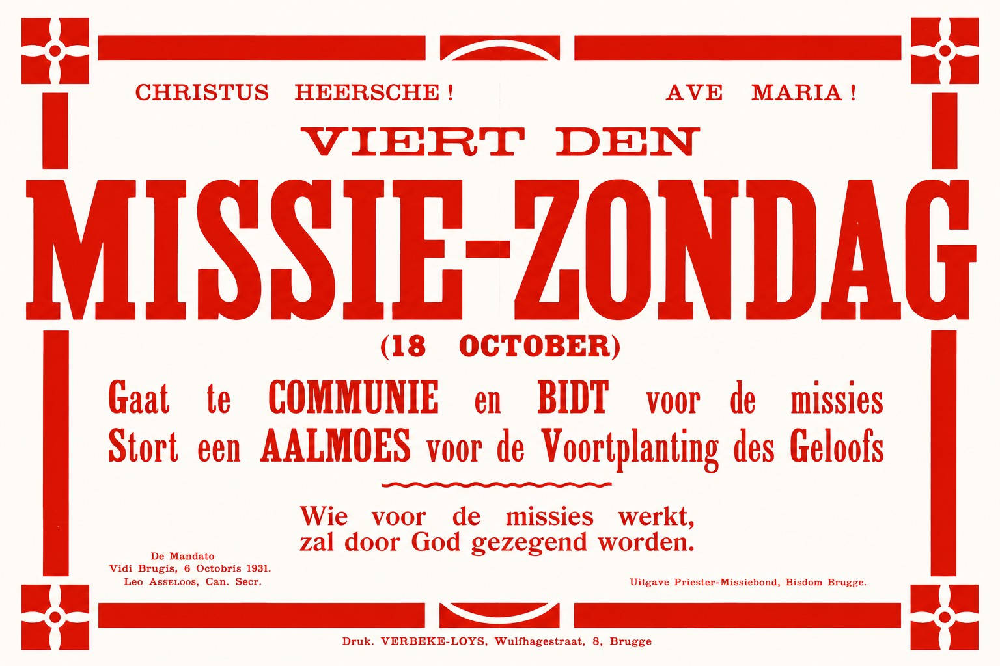 CHRISTUS HEERSCHE !
AVE MARIA !
VIERT DEN
MISSIE-ZONDAG
(18 OCTOBER)
Gaat te COMMUNIE en BIDT voor de missies
Stort een AALMOES voor de Voortplanting des Geloofs
Wie voor de missies werkt,
zal door God gezegend worden.
De Mandato
Vidi Brugis, 6 Octobris 1931.
Leo Asseloos, Can. Secr.
Uitgave Priester-Missiebond, Bisdom Brugge.
Druk. VERBEKE-LOYS, Wulfhagestraat, 8, Brugge